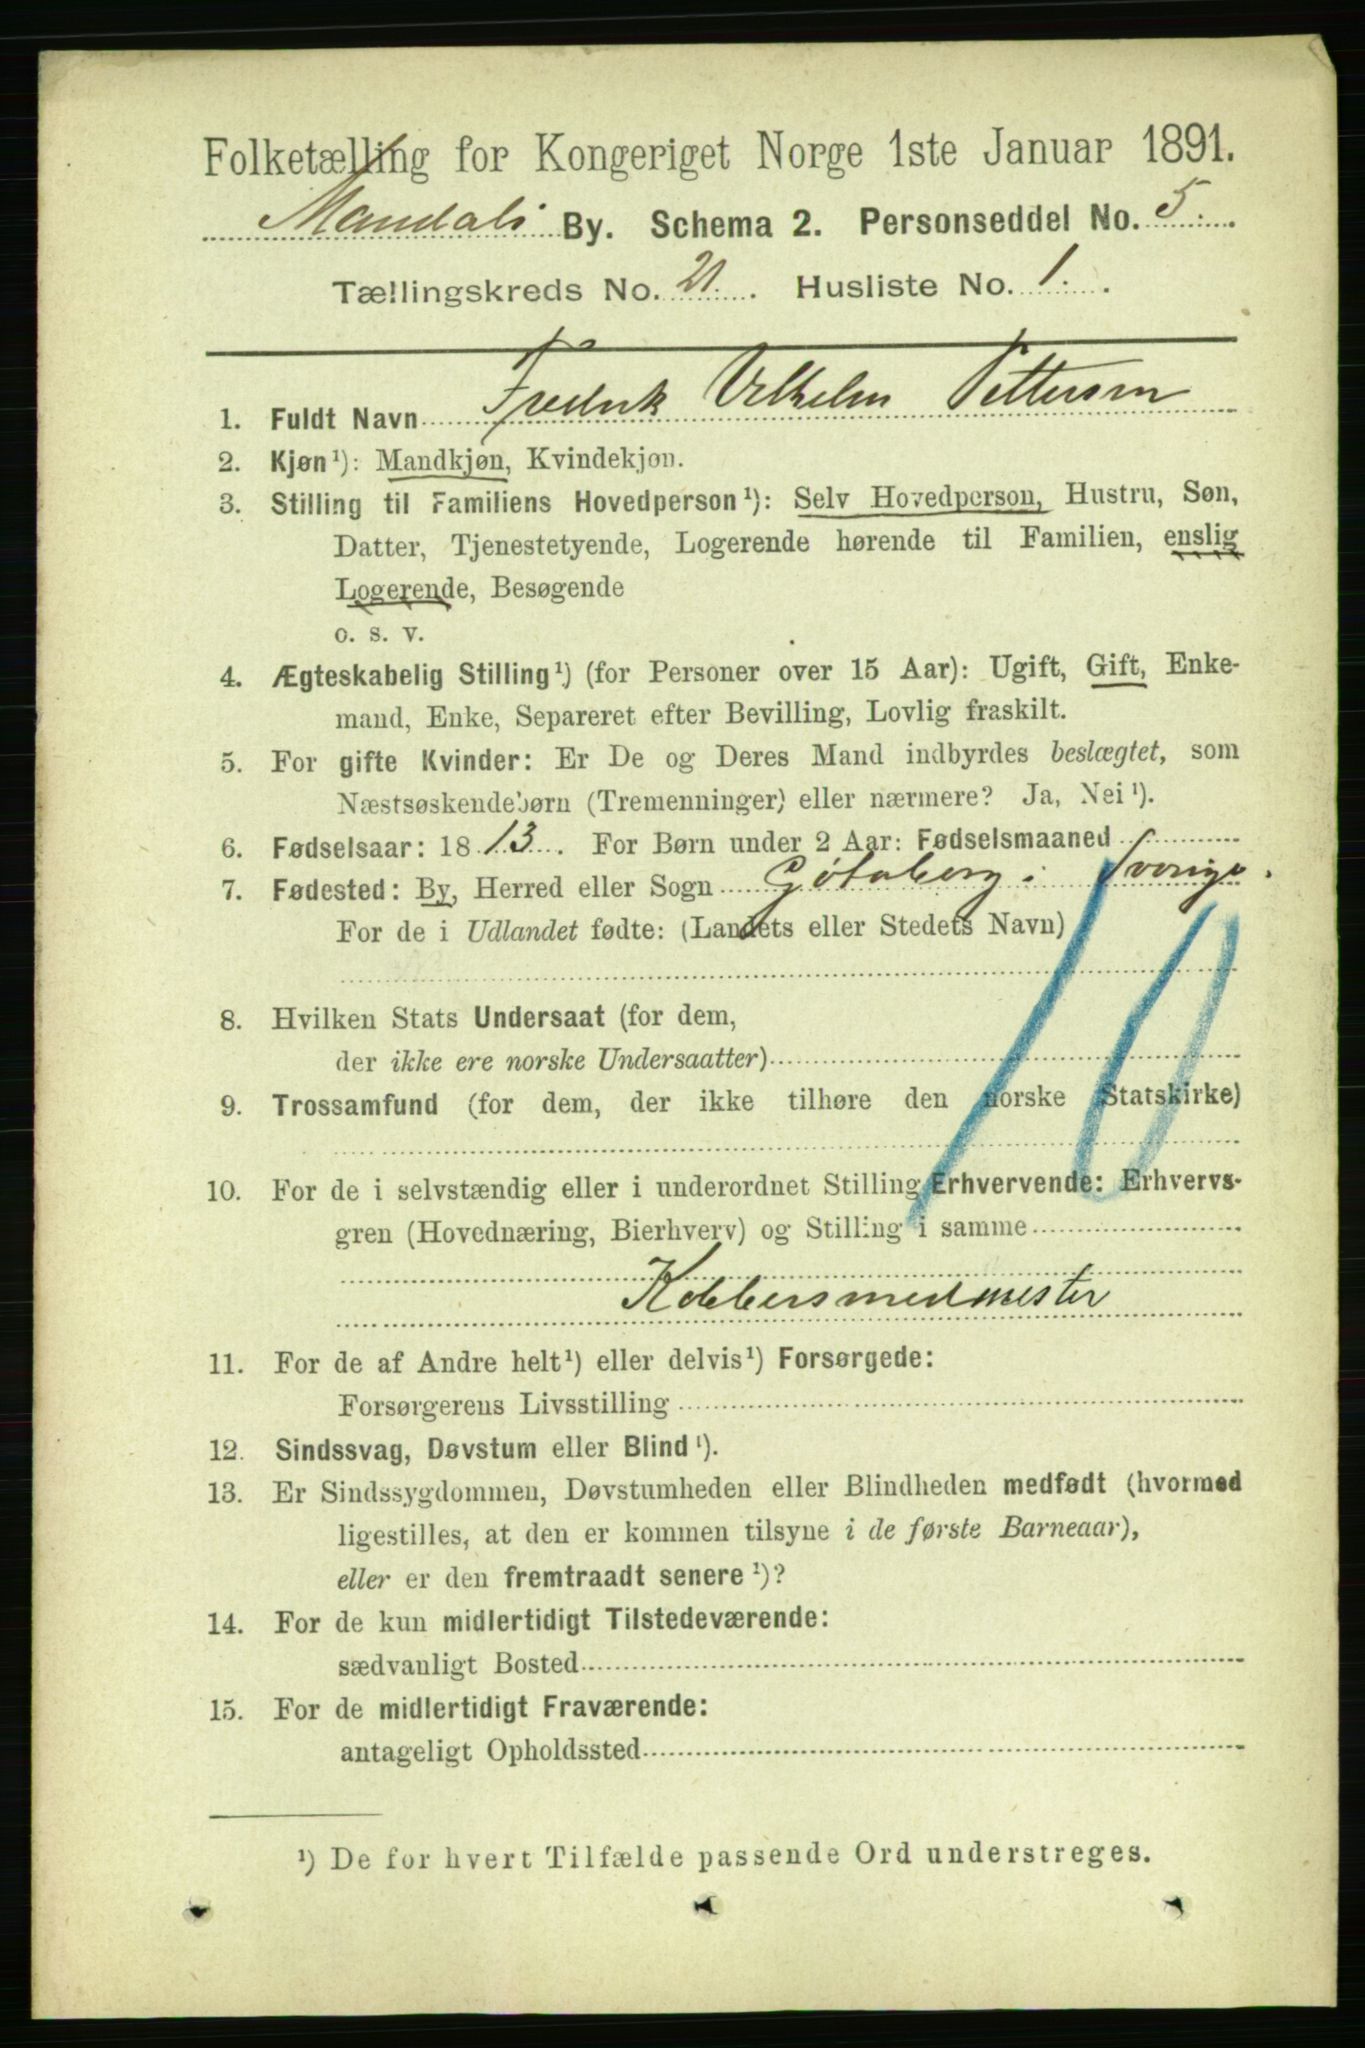 Folketælling for Kongeriget Norge 1ste Januar 1891.
Mandals By. Schema 2. Personseddel No. 5.
Tællingskreds No. 21. Husliste No. 1.
1. Fuldt Navn Fredrik Vilhelm Pettersen
2. Kjøn¹): Mandkjøn, Kvindekjøn.
3. Stilling til Familiens Hovedperson¹): Selv Hovedperson, Hustru, Søn,
Datter, Tjenestetyende, Logerende hørende til Familien, enslig
Logerende, Besøgende
o. s. v.
4. Ægteskabelig Stilling¹) (for Personer over 15 Aar): Ugift, Gift, Enke-
mand, Enke, Separeret efter Bevilling, Lovlig fraskilt.
5. For gifte Kvinder: Er De og Deres Mand indbyrdes beslægtet, som
Næstsøskendebørn (Tremenninger) eller nærmere? Ja, Nei¹).
6. Fødselsaar: 1813. For Børn under 2 Aar: Fødselsmaaned
7. Fødested: By, Herred eller Sogn Gøtaborg i Sverige.
For de i Udlandet fødte: (Landets eller Stedets Navn)
10
8. Hvilken Stats Undersaat (for dem,
der ikke ere norske Undersaatter)
9. Trossamfund (for dem, der ikke tilhøre den norske Statskirke)
10. For de i selvstændig eller i underordnet Stilling Erhvervende: Erhvervs-
gren (Hovednæring, Bierhverv) og Stilling i samme
Kobbersmedmester
11. For de af Andre helt¹) eller delvis¹) Forsørgede:
Forsørgerens Livsstilling
12. Sindssvag, Døvstum eller Blind¹).
13. Er Sindssygdommen, Døvstumheden eller Blindheden medfødt (hvormed
ligestilles, at den er kommen tilsyne i de første Barneaar),
eller er den fremtraadt senere¹)?
14. For de kun midlertidigt Tilstedeværende:
sædvanligt Bosted
15. For de midlertidigt Fraværende:
antageligt Opholdssted
¹) De for hvert Tilfælde passende Ord understreges.